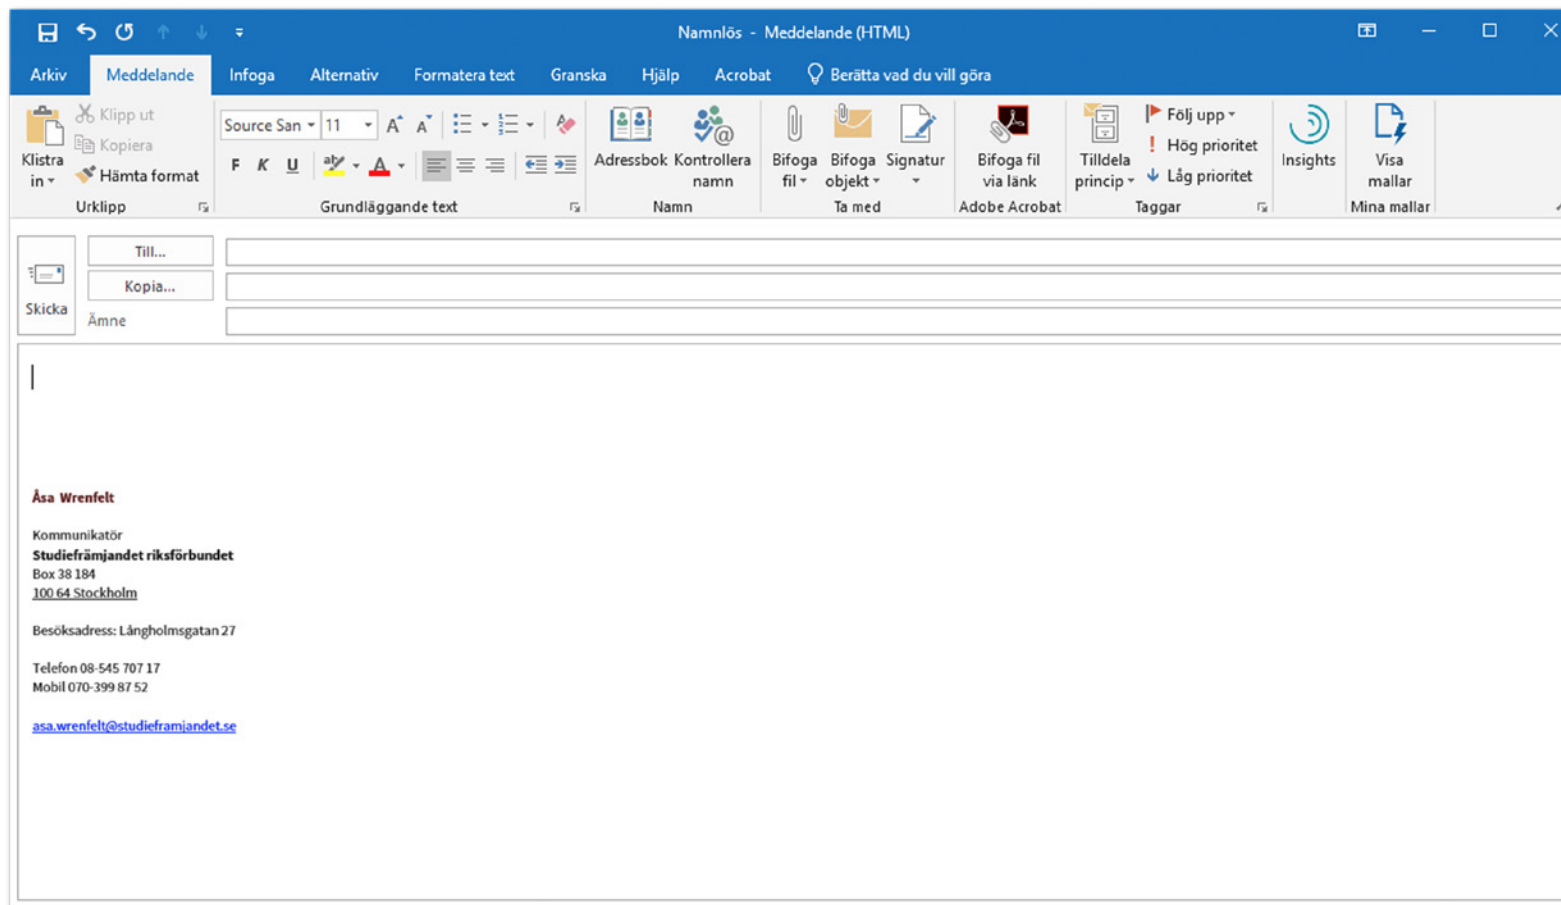 Namnlös - Meddelande (HTML)
Arkiv Meddelande Infoga Alternativ Formatera text Granska Hjälp Acrobat Berätta vad du vill göra
Klistra in
Klipp ut
Kopiera
Hämta format
Urklipp
Source San 11
F K U
Grundläggande text
Adressbok
Kontrollera namn
Namn
Bifoga fil
Bifoga objekt
Signatur
Ta med
Bifoga fil via länk
Adobe Acrobat
Tilldela princip
Följ upp
Hög prioritet
Låg prioritet
Taggar
Insights
Visa mallar
Mina mallar
Skicka
Till...
Kopia...
Ämne
Åsa Wrenfelt
Kommunikatör
Studiefrämjandet riksförbundet
Box 38 184
100 64 Stockholm
Besöksadress: Långholmsgatan 27
Telefon 08-545 707 17
Mobil 070-399 87 52
asa.wrenfelt@studieframjandet.se